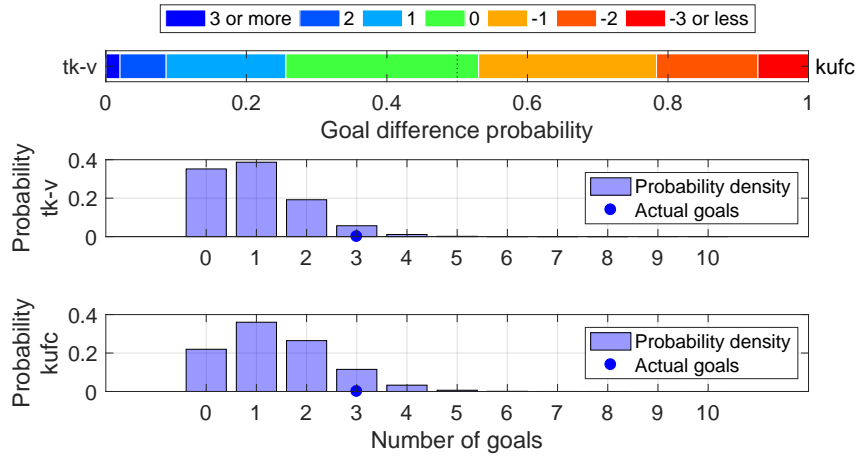 3 or more 2 1 0 -1 -2 -3 or less
tk-v kufc
0 0.2 0.4 0.6 0.8 1
Goal difference probability
Probability
tk-v
0.4
0.2
0
Probability density
Actual goals
0 1 2 3 4 5 6 7 8 9 10
Probability
kufc
0.4
0.2
0
Probability density
Actual goals
0 1 2 3 4 5 6 7 8 9 10
Number of goals